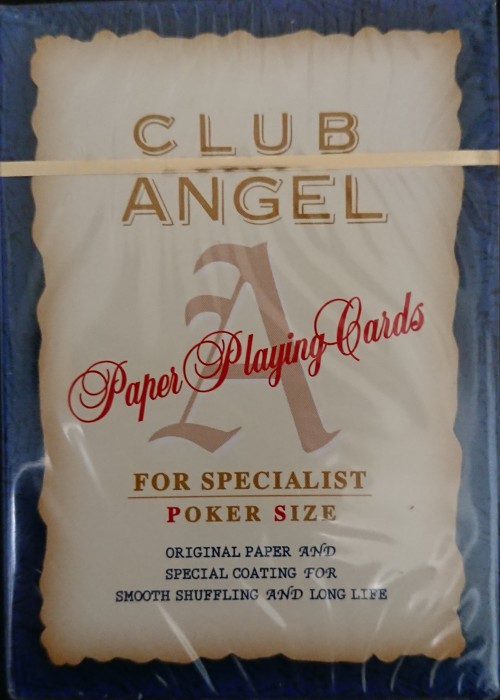 CLUB
ANGEL
A
Paper Playing Cards
FOR SPECIALIST
POKER SIZE
ORIGINAL PAPER AND
SPECIAL COATING FOR
SMOOTH SHUFFLING AND LONG LIFE